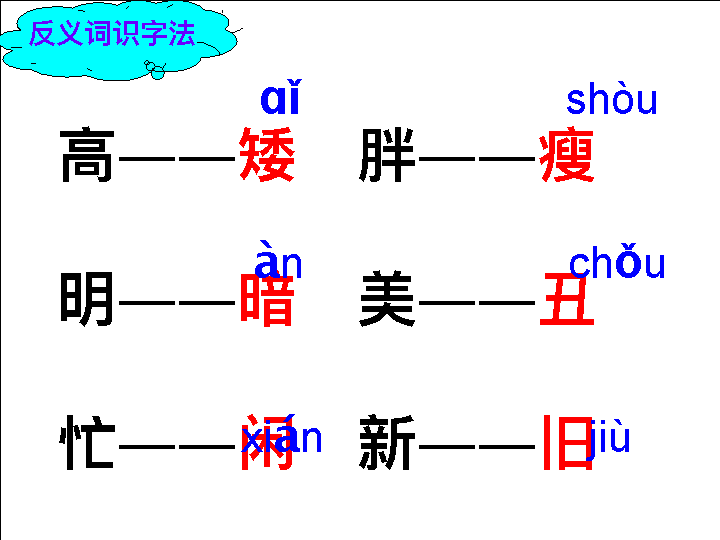 反义词识字法
ɑǐ shòu
高——矮 胖——瘦
àn chǒu
明——暗 美——丑
xián jiù
忙——闲 新——旧